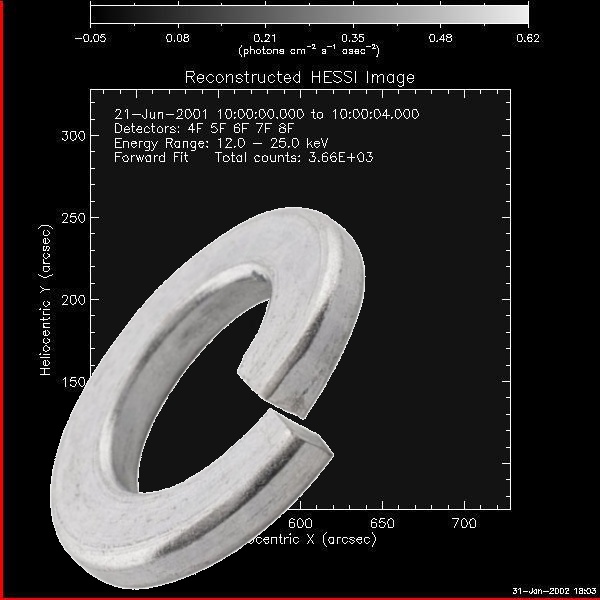 -0.05 0.08 0.21 0.35 0.48 0.62
(photons cm⁻² s⁻¹ asec⁻²)
Reconstructed HESSI Image
21-Jun-2001 10:00:00.000 to 10:00:04.000
Detectors: 4F 5F 6F 7F 8F
Energy Range: 12.0 - 25.0 keV
Forward Fit Total counts: 3.66E+03
300
250
200
150
Heliocentric Y (arcsec)
600 650 700
ocentric X (arcsec)
31-Jan-2002 18:03